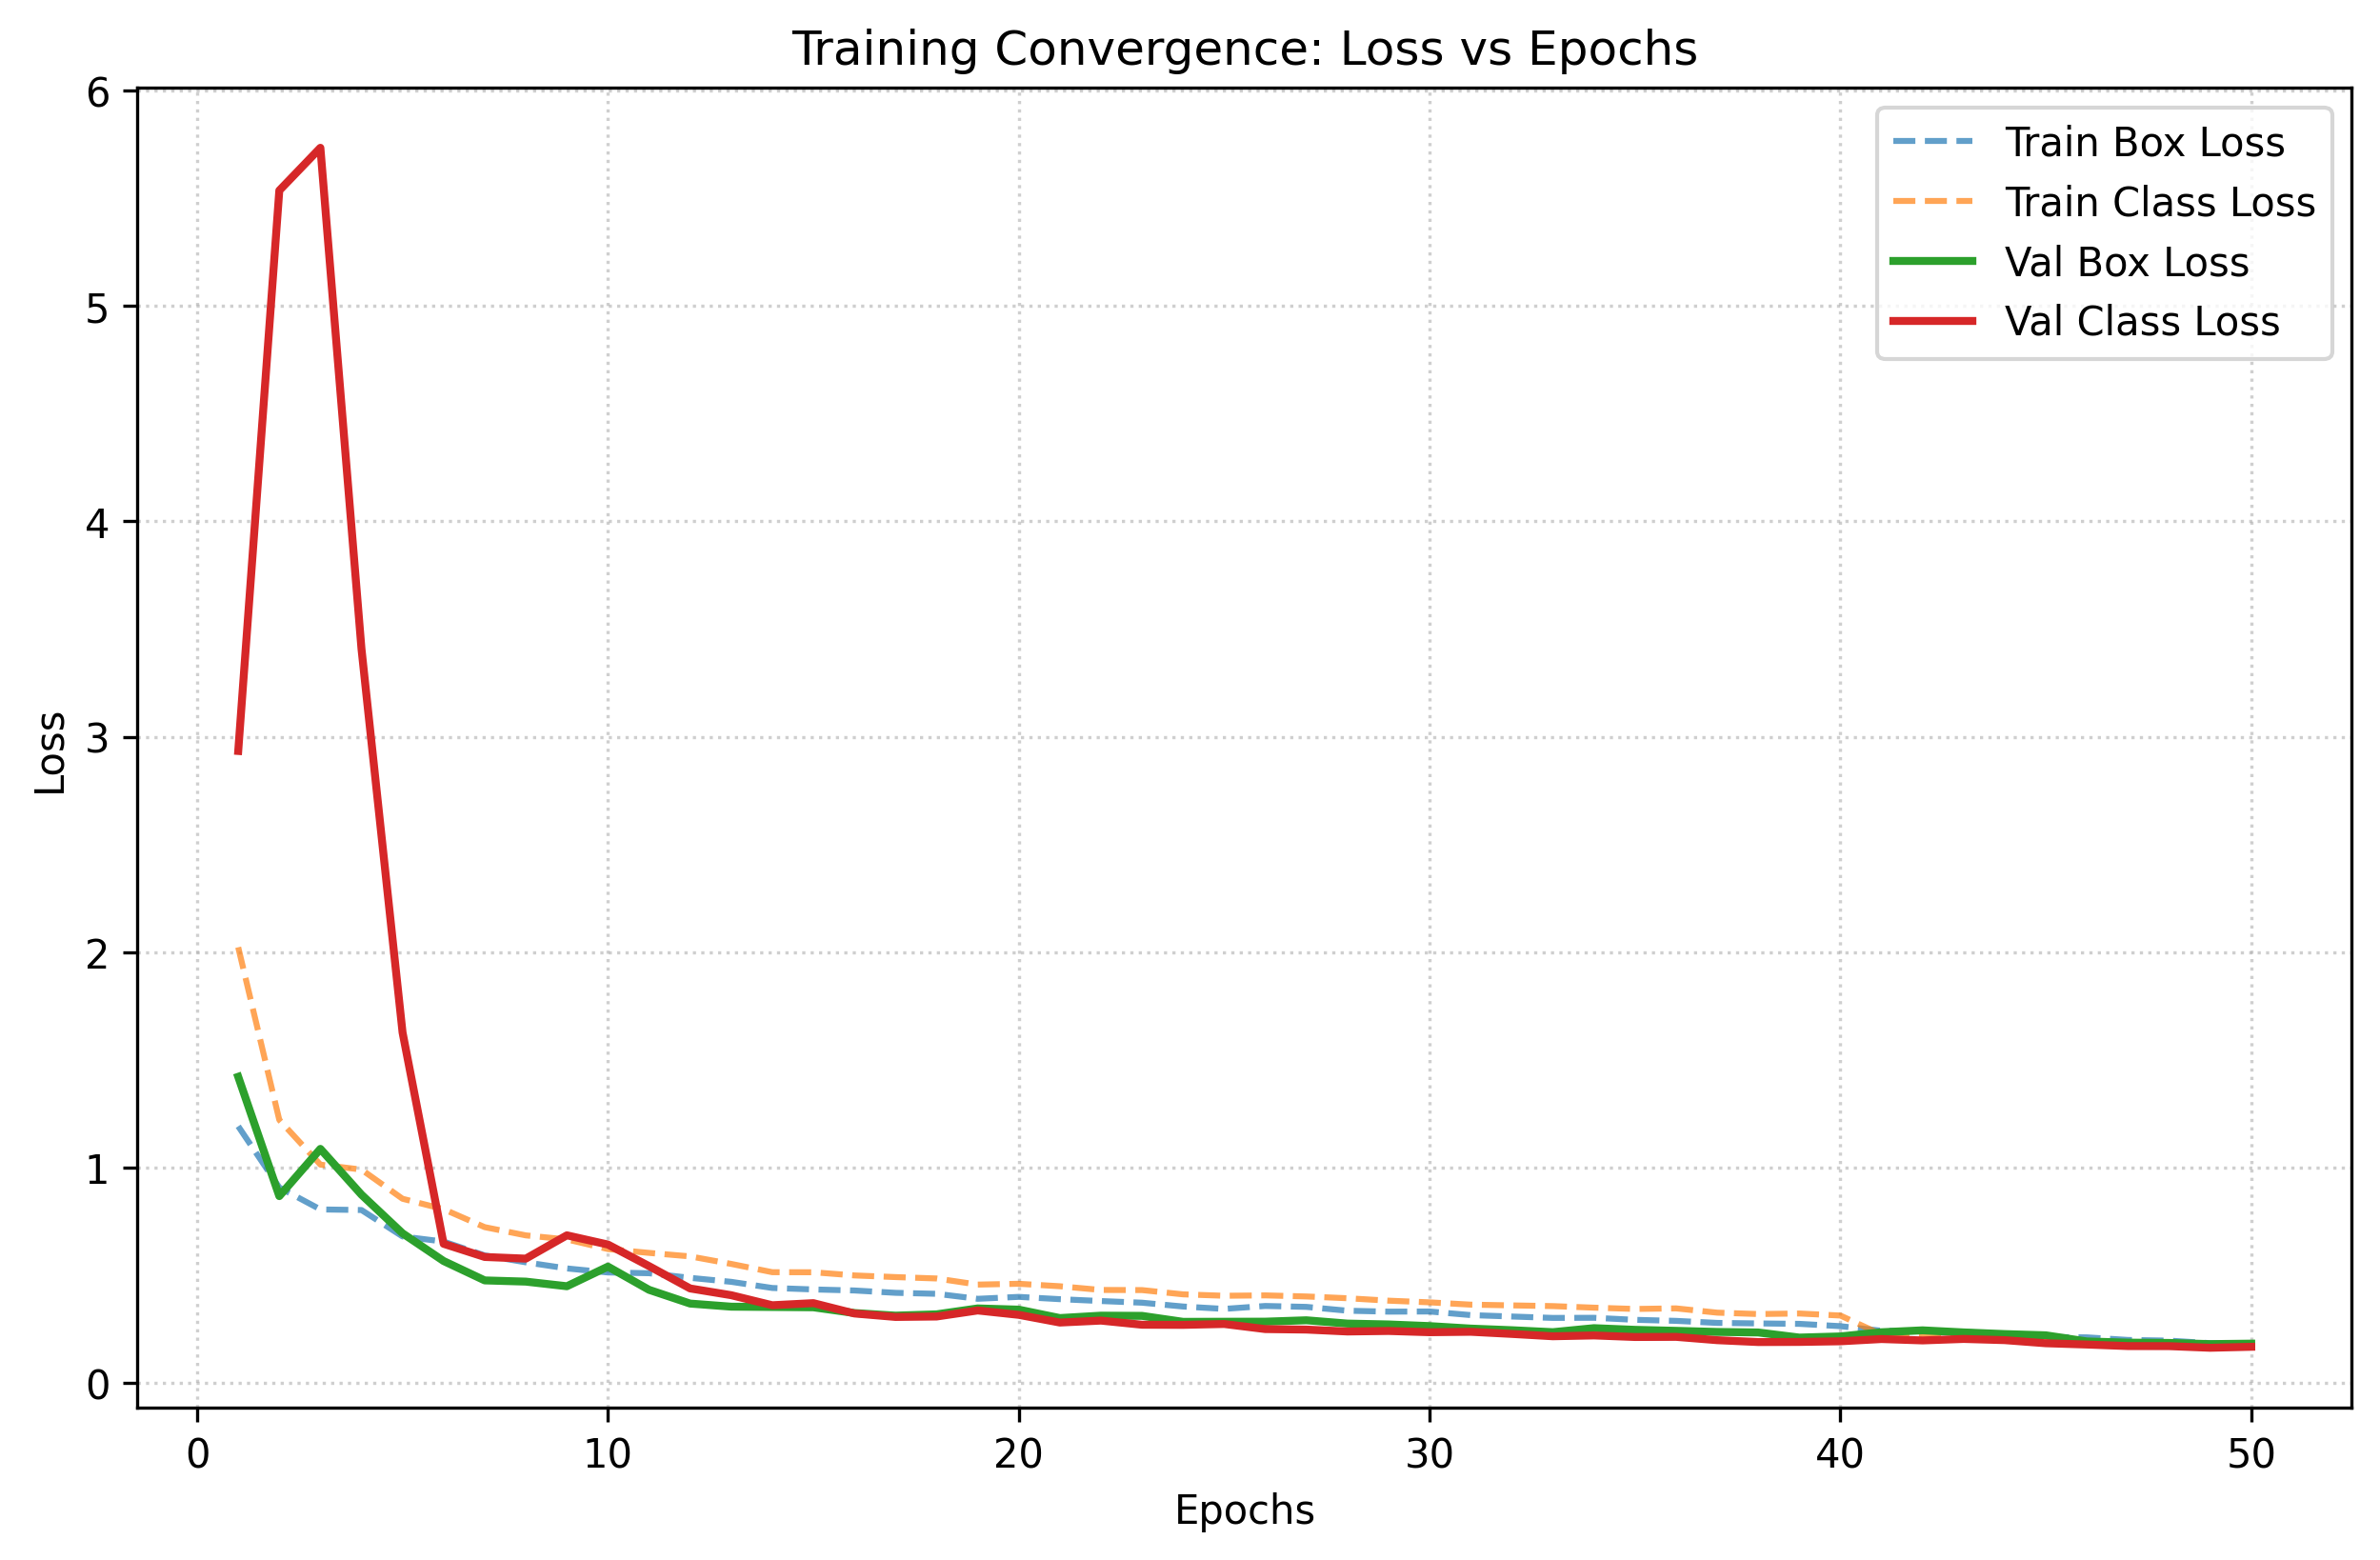 Training Convergence: Loss vs Epochs
6
5
4
3
2
1
0
Loss
Train Box Loss
Train Class Loss
Val Box Loss
Val Class Loss
0 10 20 30 40 50
Epochs